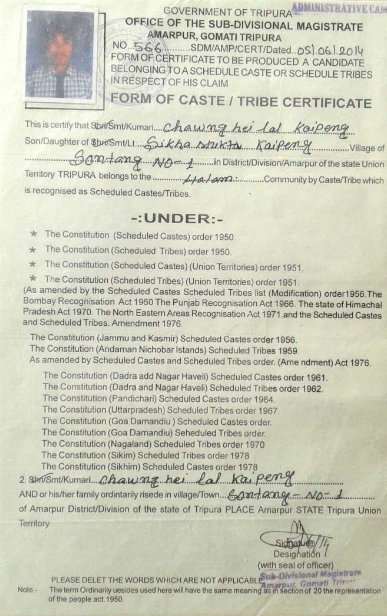 GOVERNMENT OF TRIPURA
ADMINISTRATIVE CAM
OFFICE OF THE SUB-DIVISIONAL MAGISTRATE
AMARPUR, GOMATI TRIPURA
NO. 566 SDM/AMP/CERT/Dated. 05/06/2014
FORM OF CERTIFICATE TO BE PRODUCED A CANDIDATE
BELONGING TO A SCHEDULE CASTE OR SCHEDULE TRIBES
IN RESPECT OF HIS CLAIM
FORM OF CASTE / TRIBE CERTIFICATE
This is certify that Shri/Smt/Kumari. Chawng hei lal Kaipeng
Son/Daughter of Shri/Smt/Lt. Kaipeng Village of
Sontang NO-1 in District/Division/Amarpur of the state Union
Territory TRIPURA belongs to the Halam Community by Caste/Tribe which
is recognised as Scheduled Castes/Tribes.
-:UNDER:-
* The Constitution (Scheduled Castes) order 1950.
* The Constitution (Scheduled Tribes) order 1950.
* The Constitution (Scheduled Castes) (Union Territories) order 1951.
* The Constitution (Scheduled Tribes) (Union Territories) order 1951.
(As amended by the Scheduled Castes Scheduled Tribes list (Modification) order1956.The
Bombay Recognisation Act 1960 The Punjab Recognisation Act 1966. The state of Himachal
Pradesh Act 1970. The North Eastern Areas Recognisation Act 1971.and the Scheduled Castes
and Scheduled Tribes. Amendment 1976.
The Constitution (Jammu and Kasmir) Scheduled Castes order 1956.
The Constitution (Andaman Nichobar Islands) Scheduled Tribes 1959.
As amended by Scheduled Castes and Scheduled Tribes order. (Ame ndment) Act 1976.
The Constitution (Dadra add Nagar Haveli) Scheduled Castes order 1961.
The Constitution (Dadra and Nagar Haveli) Scheduled Tribes order 1962.
The Constitution (Pandichari) Scheduled Castes order 1964.
The Constitution (Uttarpradesh) Scheduled Tribes order 1967
The Constitution (Goa Damandiu ) Scheduled Castes order.
The Constitution (Goa Damandiu) Seheduled Tribes order.
The Constitution (Nagaland) Scheduled Tribes order 1970
The Constitution (Sikim) Scheduled Tribes order 1978
The Constitution (Sikhim) Scheduled Castes order 1978
2. Shri/Smt/Kumari. Chawng hei lal Kaipeng
AND or his/her family ordintarily risede in village/Town Sontang - NO-1
of Amarpur District/Division of the state of Tripura PLACE Amarpur STATE Tripura Union
Territory.
Signature
Designation
(with seal of officer)
Sub-Divisional Magistrate
Amarpur, Gomati Tripura
PLEASE DELET THE WORDS WHICH ARE NOT APPLICABLE
Note :- The term Ordinarily uesides used here will have the same meaning as in section of 20 the representation
of the people act.1950.